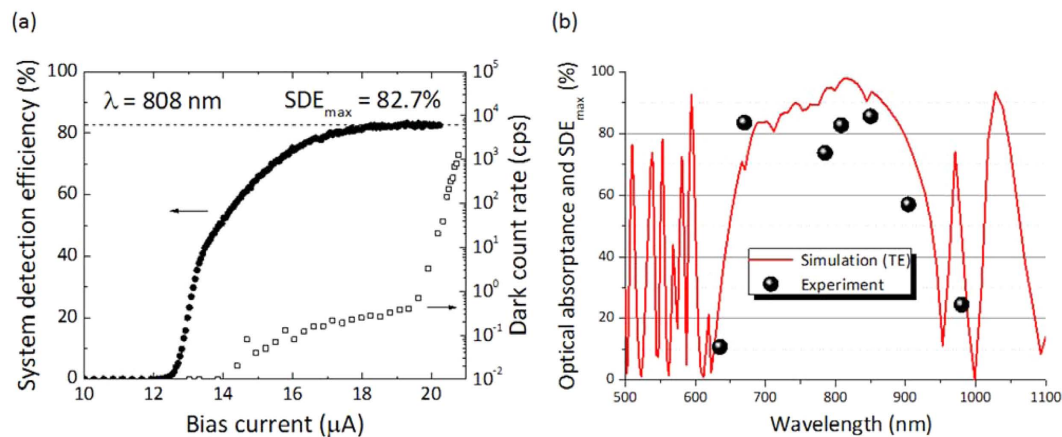 (a)
λ = 808 nm
SDEmax = 82.7%
System detection efficiency (%)
100
80
60
40
20
0
10 12 14 16 18 20
Bias current (μA)
10^5
10^4
10^3
10^2
10^1
10^0
10^-1
10^-2
Dark count rate (cps)
(b)
Optical absorptance and SDEmax (%)
100
80
60
40
20
0
Simulation (TE)
Experiment
500 600 700 800 900 1000 1100
Wavelength (nm)